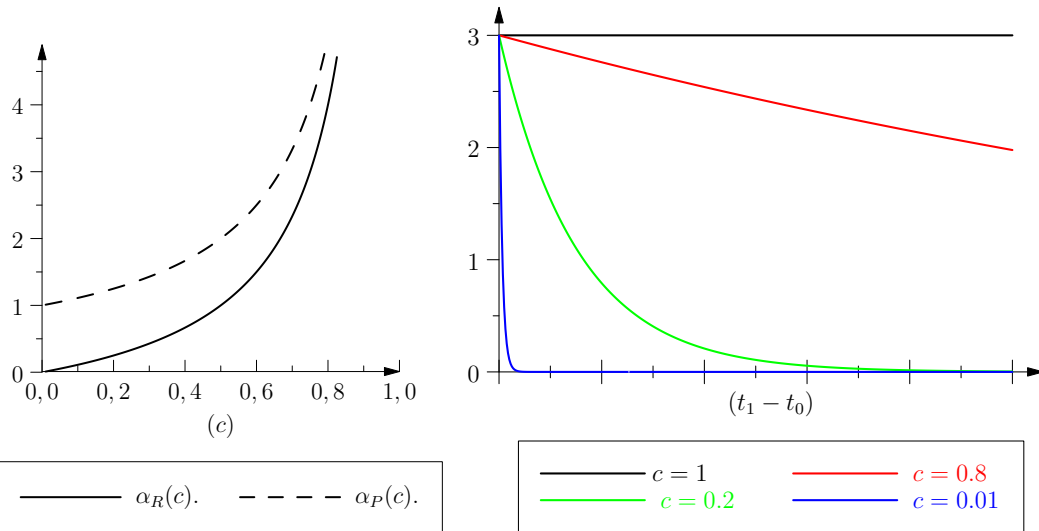 4
3
2
1
0
0,0 0,2 0,4 0,6 0,8 1,0
(c)
α_R(c). α_P(c).
3
2
1
0
(t_1 − t_0)
c = 1 c = 0.8
c = 0.2 c = 0.01